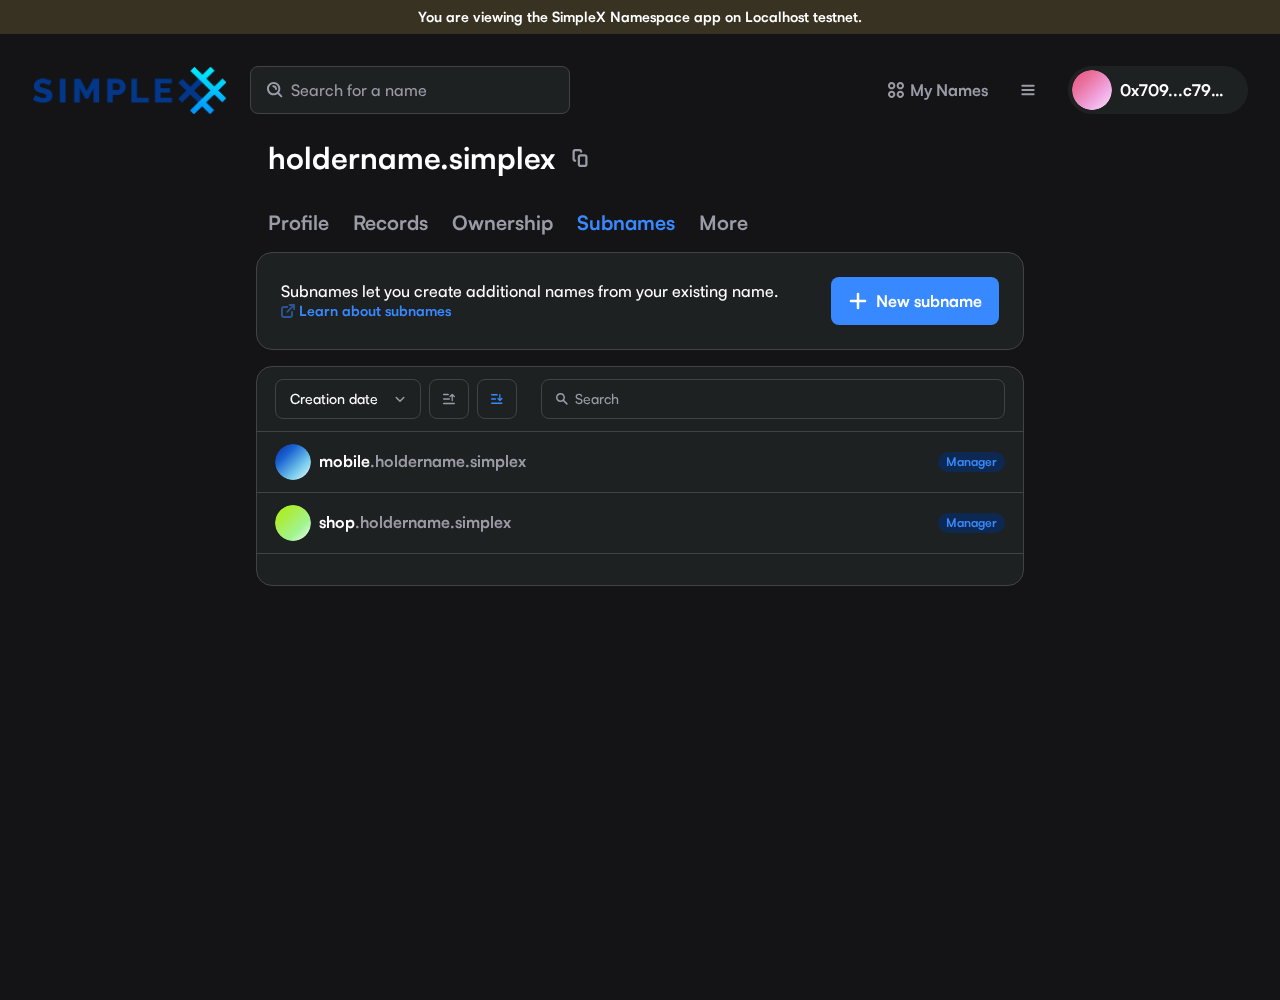 You are viewing the SimpleX Namespace app on Localhost testnet.
SIMPLEX
Search for a name
My Names
0x709...c79...
holdername.simplex
Profile Records Ownership Subnames More
Subnames let you create additional names from your existing name.
Learn about subnames
New subname
Creation date
Search
mobile.holdername.simplex
Manager
shop.holdername.simplex
Manager